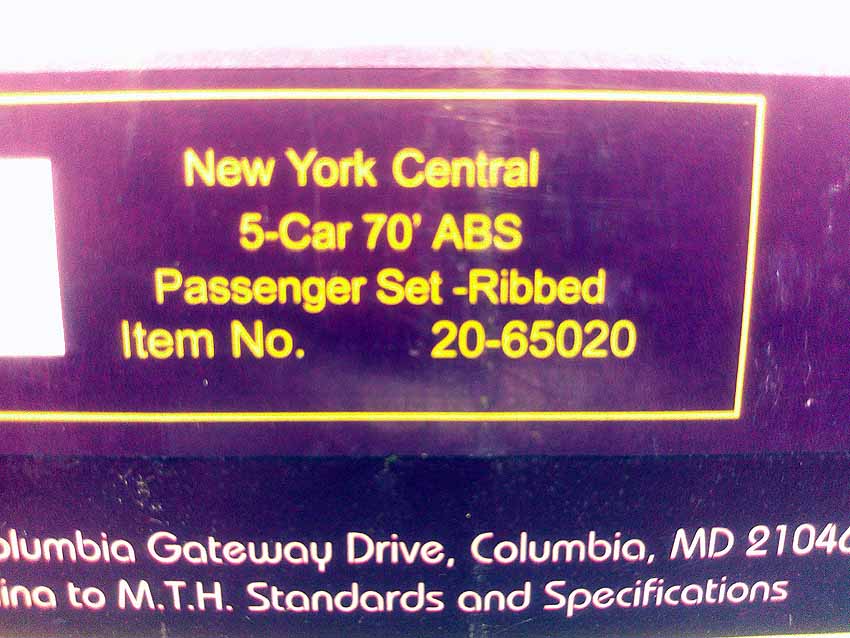 New York Central
5-Car 70' ABS
Passenger Set -Ribbed
Item No. 20-65020
olumbia Gateway Drive, Columbia, MD 21046
ina to M.T.H. Standards and Specifications